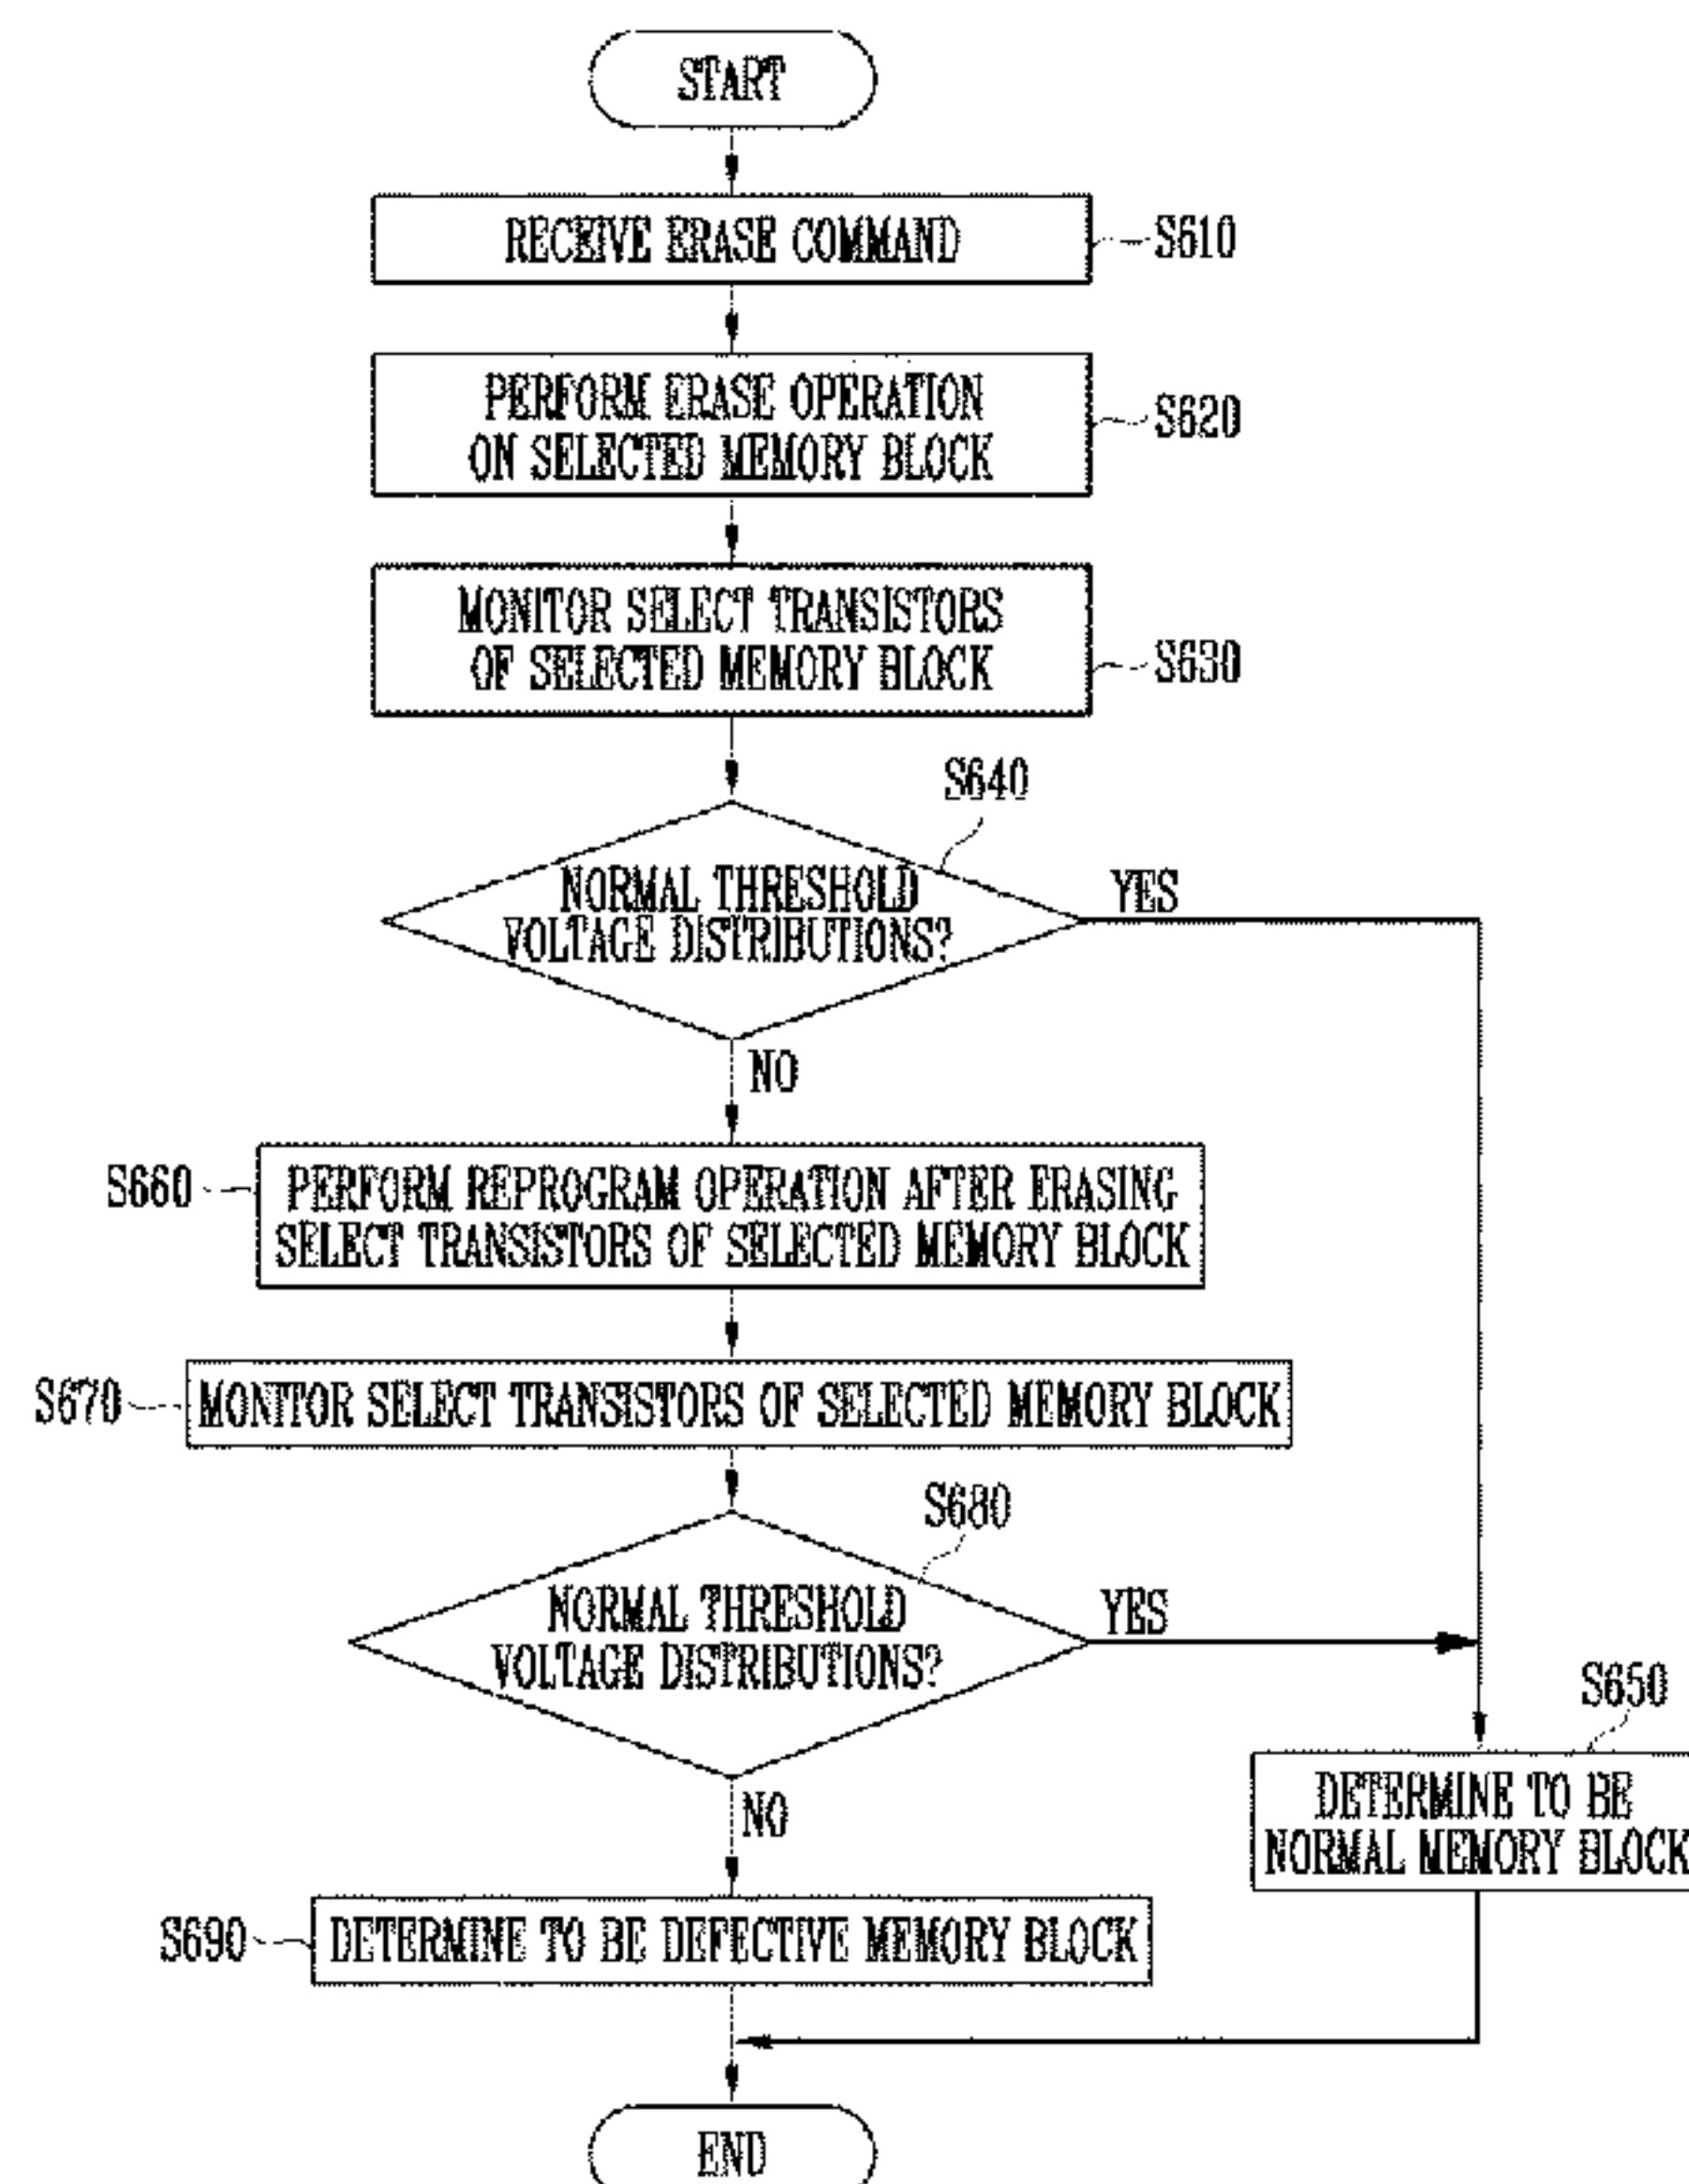 START
RECEIVE ERASE COMMAND
S610
PERFORM ERASE OPERATION
ON SELECTED MEMORY BLOCK
S620
MONITOR SELECT TRANSISTORS
OF SELECTED MEMORY BLOCK
S630
S640
NORMAL THRESHOLD
VOLTAGE DISTRIBUTIONS?
YES
NO
S660
PERFORM REPROGRAM OPERATION AFTER ERASING
SELECT TRANSISTORS OF SELECTED MEMORY BLOCK
S670
MONITOR SELECT TRANSISTORS OF SELECTED MEMORY BLOCK
S680
NORMAL THRESHOLD
VOLTAGE DISTRIBUTIONS?
YES
NO
S650
DETERMINE TO BE
NORMAL MEMORY BLOCK
S690
DETERMINE TO BE DEFECTIVE MEMORY BLOCK
END